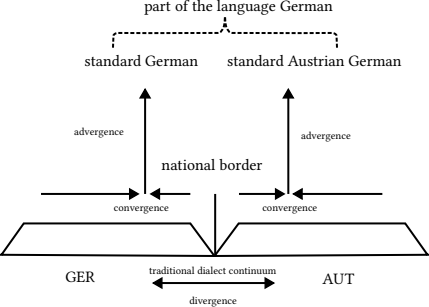 part of the language German
standard German
standard Austrian German
advergence
advergence
national border
convergence
convergence
GER
traditional dialect continuum
AUT
divergence